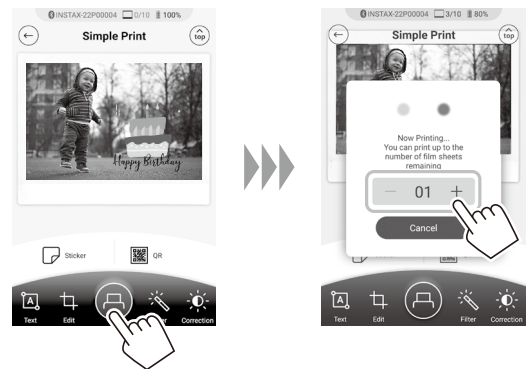 INSTAX-22P00004 0/10 100%
Simple Print
top
Happy Birthday
Sticker QR
Text Edit Correction
INSTAX-22P00004 3/10 80%
Simple Print
top
Now Printing...
You can print up to the
number of film sheets
remaining
— 01 +
Cancel
Text Edit Filter Correction